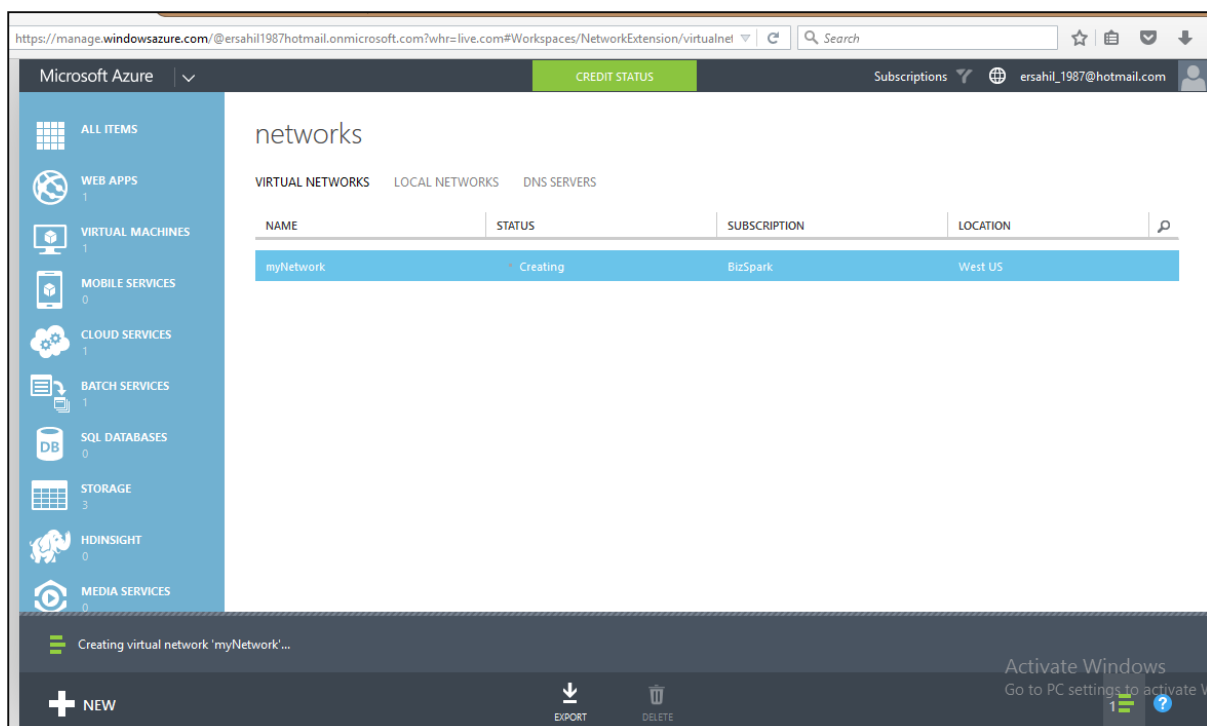 https://manage.windowsazure.com/@ersahil1987hotmail.onmicrosoft.com?whr=live.com#Workspaces/NetworkExtension/virtualnet
Search
Microsoft Azure
CREDIT STATUS
Subscriptions
ersahil_1987@hotmail.com
ALL ITEMS
WEB APPS
1
VIRTUAL MACHINES
1
MOBILE SERVICES
0
CLOUD SERVICES
1
BATCH SERVICES
1
DB
SQL DATABASES
0
STORAGE
3
HDINSIGHT
0
MEDIA SERVICES
0
networks
VIRTUAL NETWORKS LOCAL NETWORKS DNS SERVERS
NAME STATUS SUBSCRIPTION LOCATION
myNetwork Creating BizSpark West US
Creating virtual network 'myNetwork'...
Activate Windows
Go to PC settings to activate W
NEW
EXPORT
DELETE
1
?